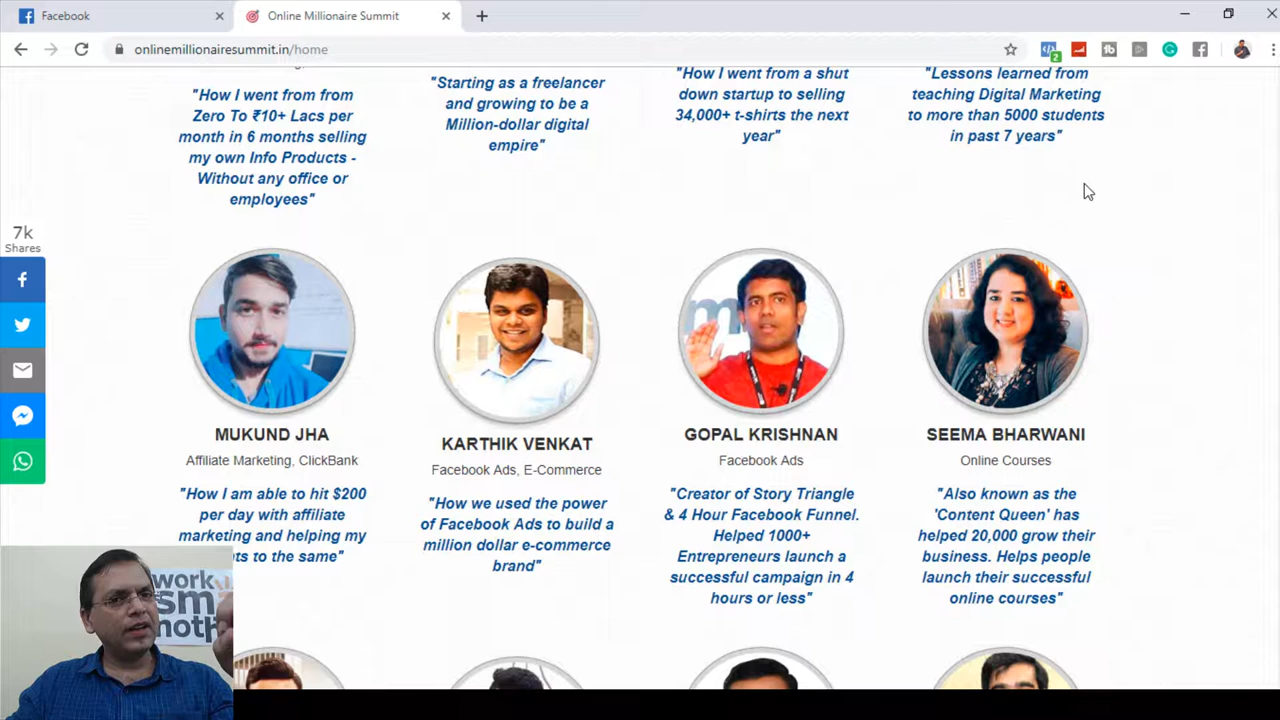 Facebook
Online Millionaire Summit
onlinemillionairesummit.in/home
2
"How I went from from
Zero To ₹10+ Lacs per
month in 6 months selling
my own Info Products -
Without any office or
employees"
"Starting as a freelancer
and growing to be a
Million-dollar digital
empire"
"How I went from a shut
down startup to selling
34,000+ t-shirts the next
year"
"Lessons learned from
teaching Digital Marketing
to more than 5000 students
in past 7 years"
7k
Shares
MUKUND JHA
Affiliate Marketing, ClickBank
"How I am able to hit $200
per day with affiliate
marketing and helping my
ts to the same"
KARTHIK VENKAT
Facebook Ads, E-Commerce
"How we used the power
of Facebook Ads to build a
million dollar e-commerce
brand"
GOPAL KRISHNAN
Facebook Ads
"Creator of Story Triangle
& 4 Hour Facebook Funnel.
Helped 1000+
Entrepreneurs launch a
successful campaign in 4
hours or less"
SEEMA BHARWANI
Online Courses
"Also known as the
'Content Queen' has
helped 20,000 grow their
business. Helps people
launch their successful
online courses"
work
sm
noth